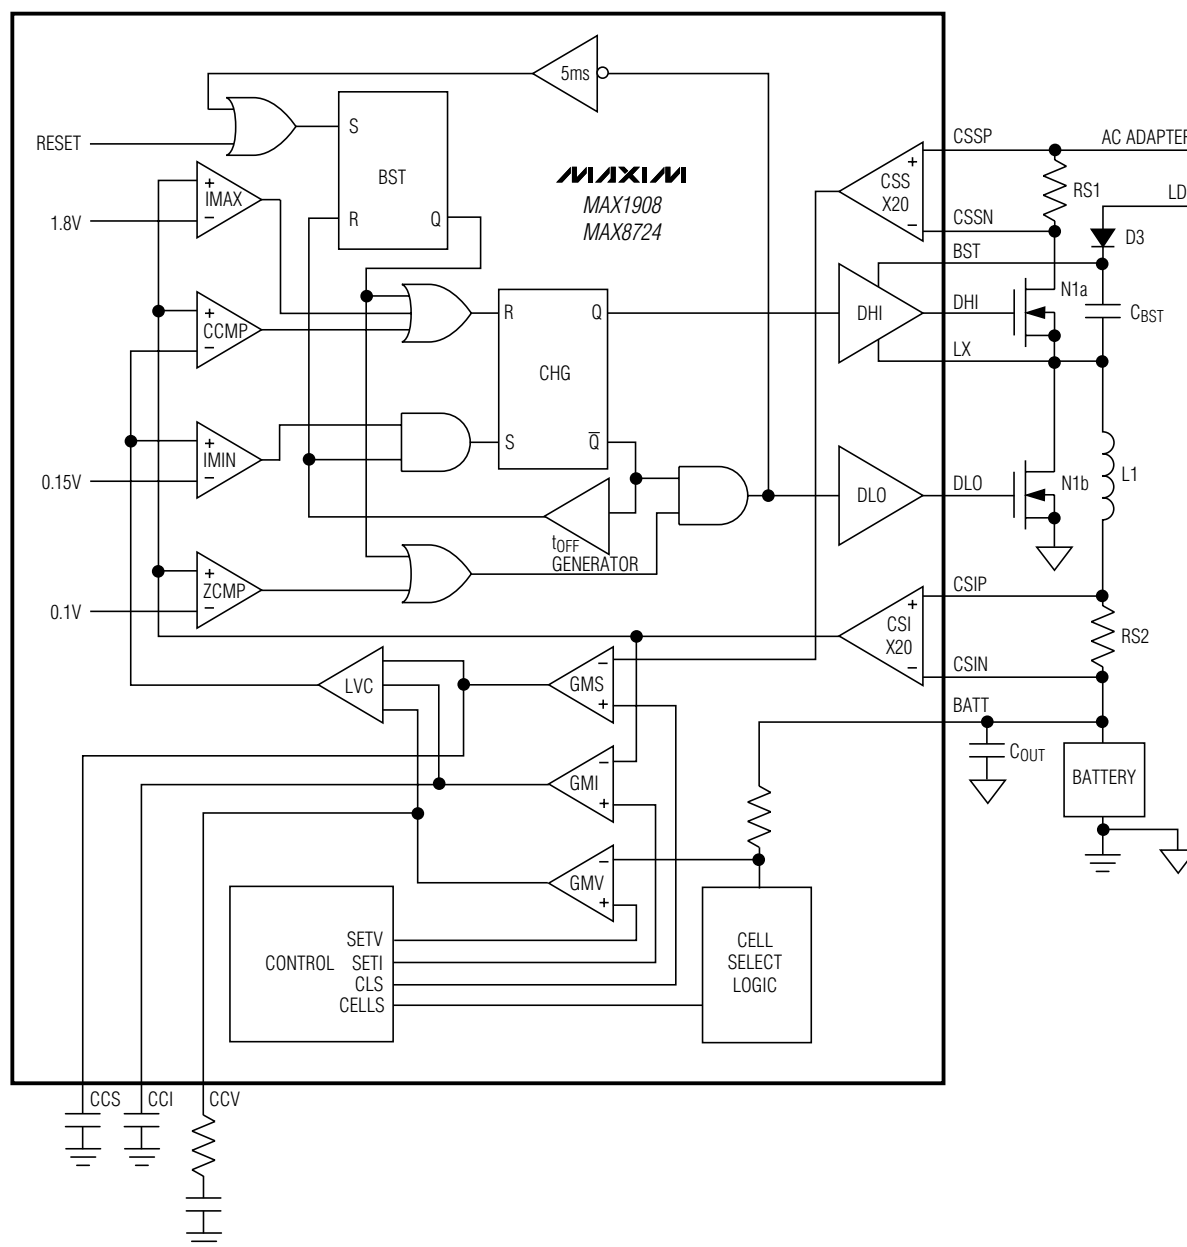 5ms
CSSP
AC ADAPTER
RESET
S
BST
MAXIM
MAX1908
MAX8724
+
CSS
X20
–
RS1
LD
+
IMAX
–
1.8V
R
Q
CSSN
D3
BST
N1a
+
CCMP
–
R
Q
CHG
DHI
DHI
CBST
LX
+
IMIN
–
0.15V
S
Q
DLO
DLO
N1b
L1
tOFF
GENERATOR
+
ZCMP
–
0.1V
CSIP
+
CSI
X20
–
RS2
CSIN
LVC
–
GMS
+
BATT
COUT
BATTERY
–
GMI
+
–
GMV
+
CONTROL
SETV
SETI
CLS
CELLS
CELL
SELECT
LOGIC
CCS
CCI
CCV